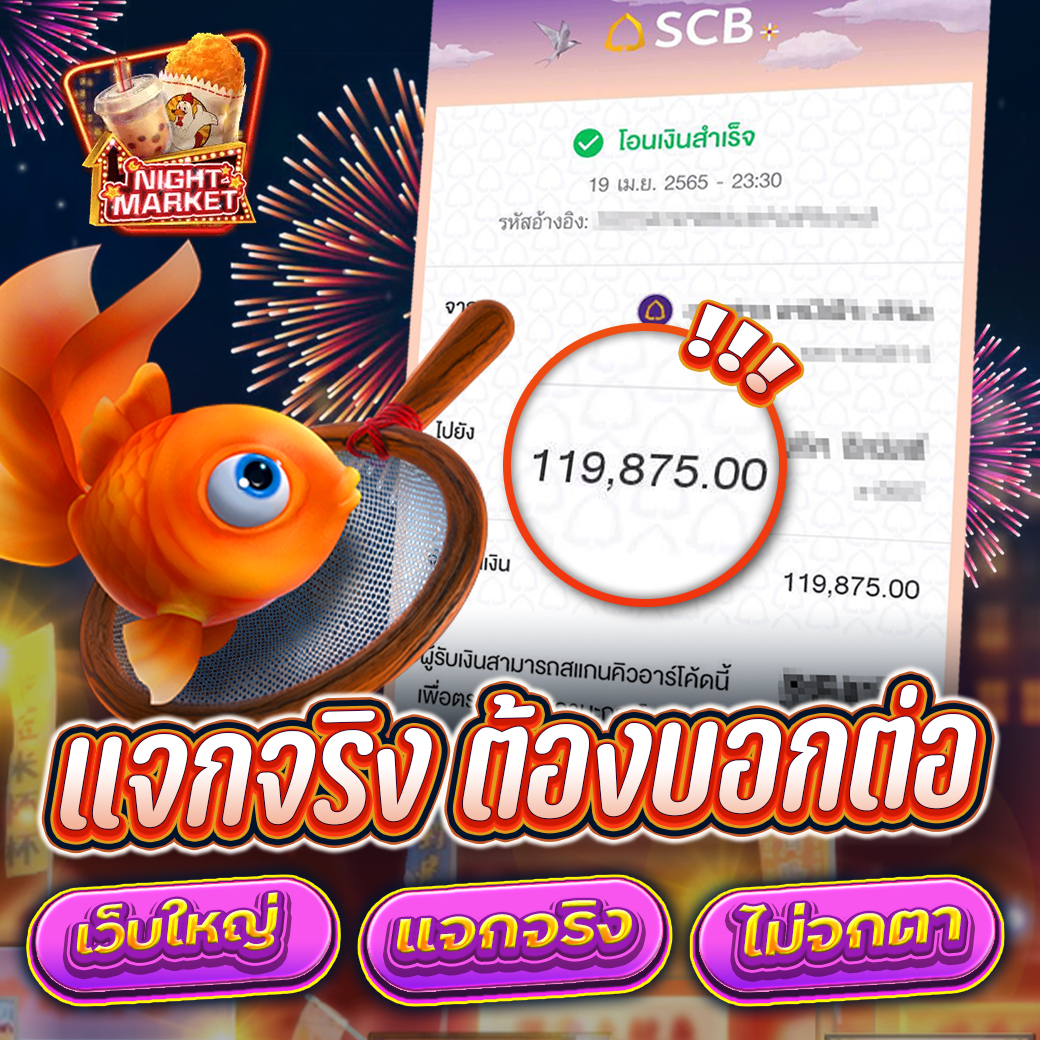 NIGHT
MARKET
SCB+
โอนเงินสำเร็จ
19 เม.ย. 2565 - 23:30
รหัสอ้างอิง:
!!!
ไปยัง
119,875.00
119,875.00
ผู้รับเงินสามารถสแกนคิวอาร์โค้ดนี้
แจกจริง ต้องบอกต่อ
เว็บใหญ่
แจกจริง
ไม่จกตา